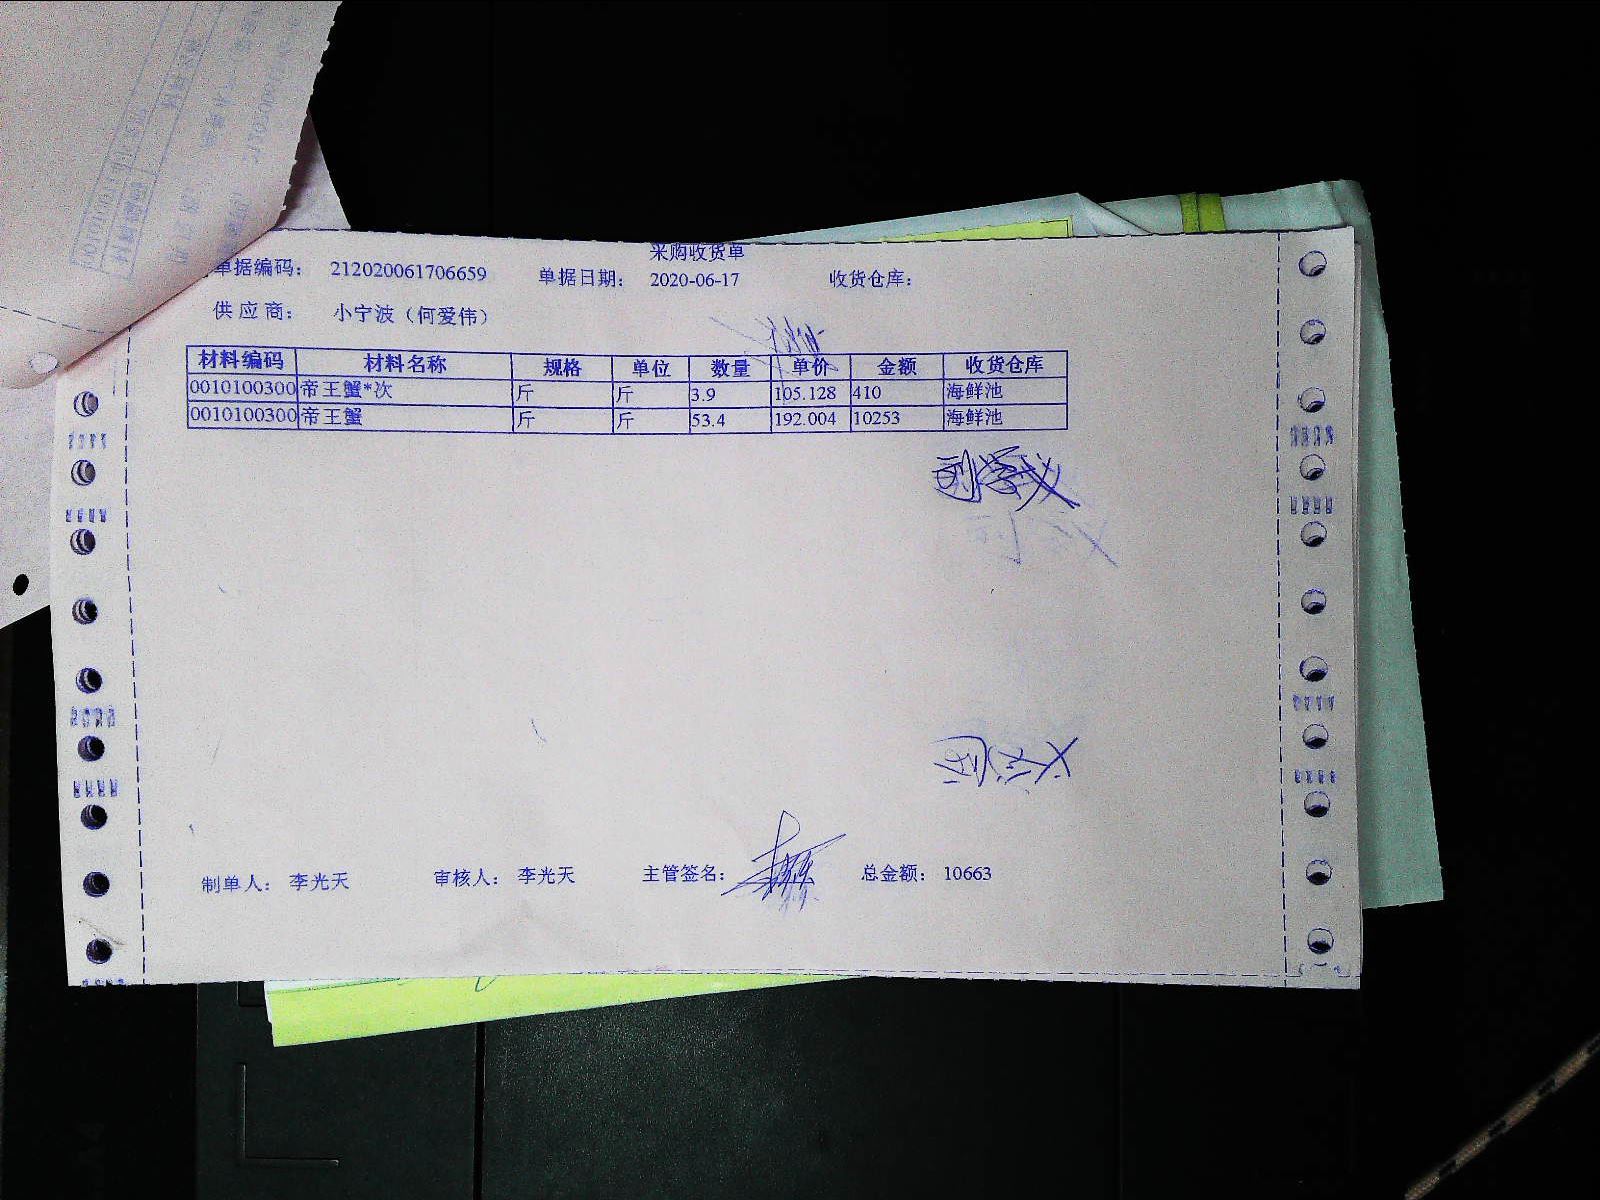 采购收货单
单据编码： 212020061706659 单据日期： 2020-06-17 收货仓库：
供应商： 小宁波（何爱伟）
材料编码 材料名称 规格 单位 数量 单价 金额 收货仓库
0010100300 帝王蟹*次 斤 斤 3.9 105.128 410 海鲜池
0010100300 帝王蟹 斤 斤 53.4 192.004 10253 海鲜池
制单人： 李光天 审核人： 李光天 主管签名： 总金额： 10663